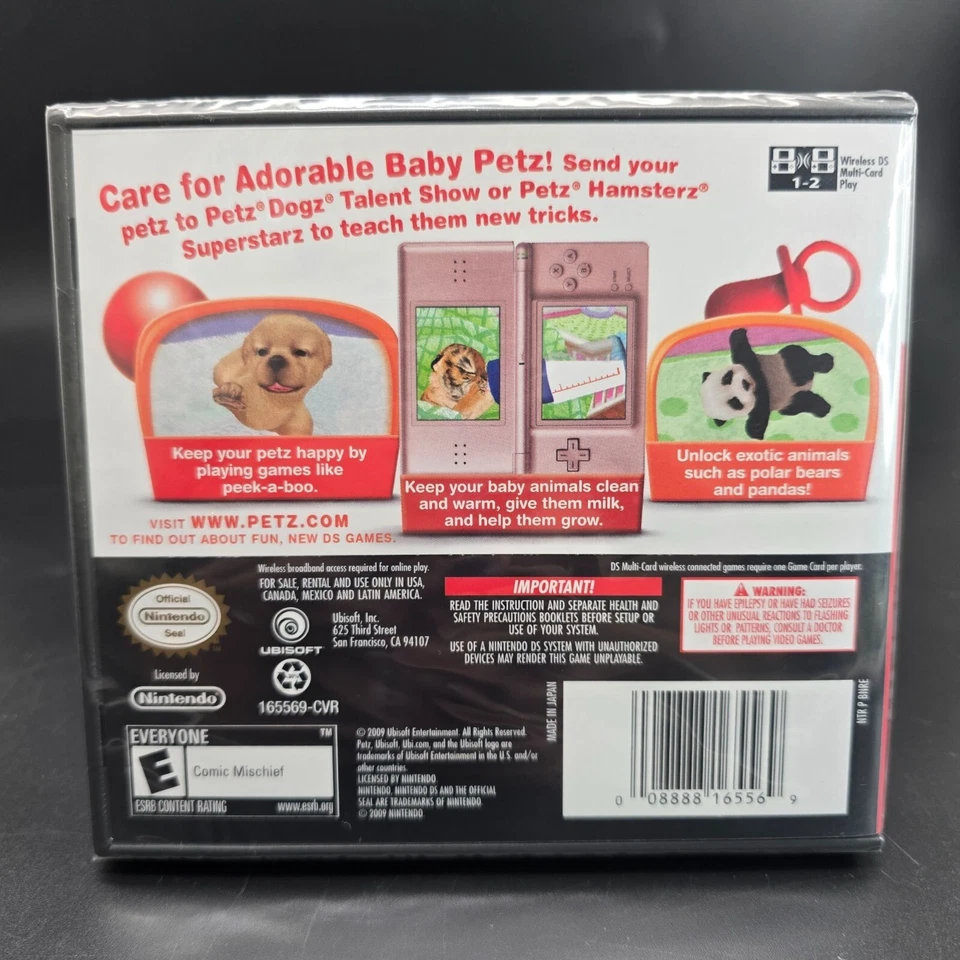 Care for Adorable Baby Petz! Send your
petz to Petz® Dogz® Talent Show or Petz® Hamsterz®
Superstarz to teach them new tricks.
1-2
Wireless DS
Multi-Card
Play
Keep your petz happy by
playing games like
peek-a-boo.
Keep your baby animals clean
and warm, give them milk,
and help them grow.
Unlock exotic animals
such as polar bears
and pandas!
VISIT WWW.PETZ.COM
TO FIND OUT ABOUT FUN, NEW DS GAMES.
Wireless broadband access required for online play.
DS Multi-Card wireless connected games require one Game Card per player.
Official
Nintendo
Seal
FOR SALE, RENTAL AND USE ONLY IN USA,
CANADA, MEXICO AND LATIN AMERICA.
UBISOFT
Ubisoft, Inc.
625 Third Street
San Francisco, CA 94107
165569-CVR
Licensed by
Nintendo
IMPORTANT!
READ THE INSTRUCTION AND SEPARATE HEALTH AND
SAFETY PRECAUTIONS BOOKLETS BEFORE SETUP OR
USE OF YOUR SYSTEM.
USE OF A NINTENDO DS SYSTEM WITH UNAUTHORIZED
DEVICES MAY RENDER THIS GAME UNPLAYABLE.
WARNING:
IF YOU HAVE EPILEPSY OR HAVE HAD SEIZURES
OR OTHER UNUSUAL REACTIONS TO FLASHING
LIGHTS OR PATTERNS, CONSULT A DOCTOR
BEFORE PLAYING VIDEO GAMES.
EVERYONE
TM
E
Comic Mischief
ESRB CONTENT RATING
www.esrb.org
© 2009 Ubisoft Entertainment. All Rights Reserved.
Petz, Ubisoft, Ubi.com, and the Ubisoft logo are
trademarks of Ubisoft Entertainment in the U.S. and/or
other countries.
LICENSED BY NINTENDO
NINTENDO, NINTENDO DS AND THE OFFICIAL
SEAL ARE TRADEMARKS OF NINTENDO.
© 2009 NINTENDO
MADE IN JAPAN
NTR P BNRE
0 08888 16556 9